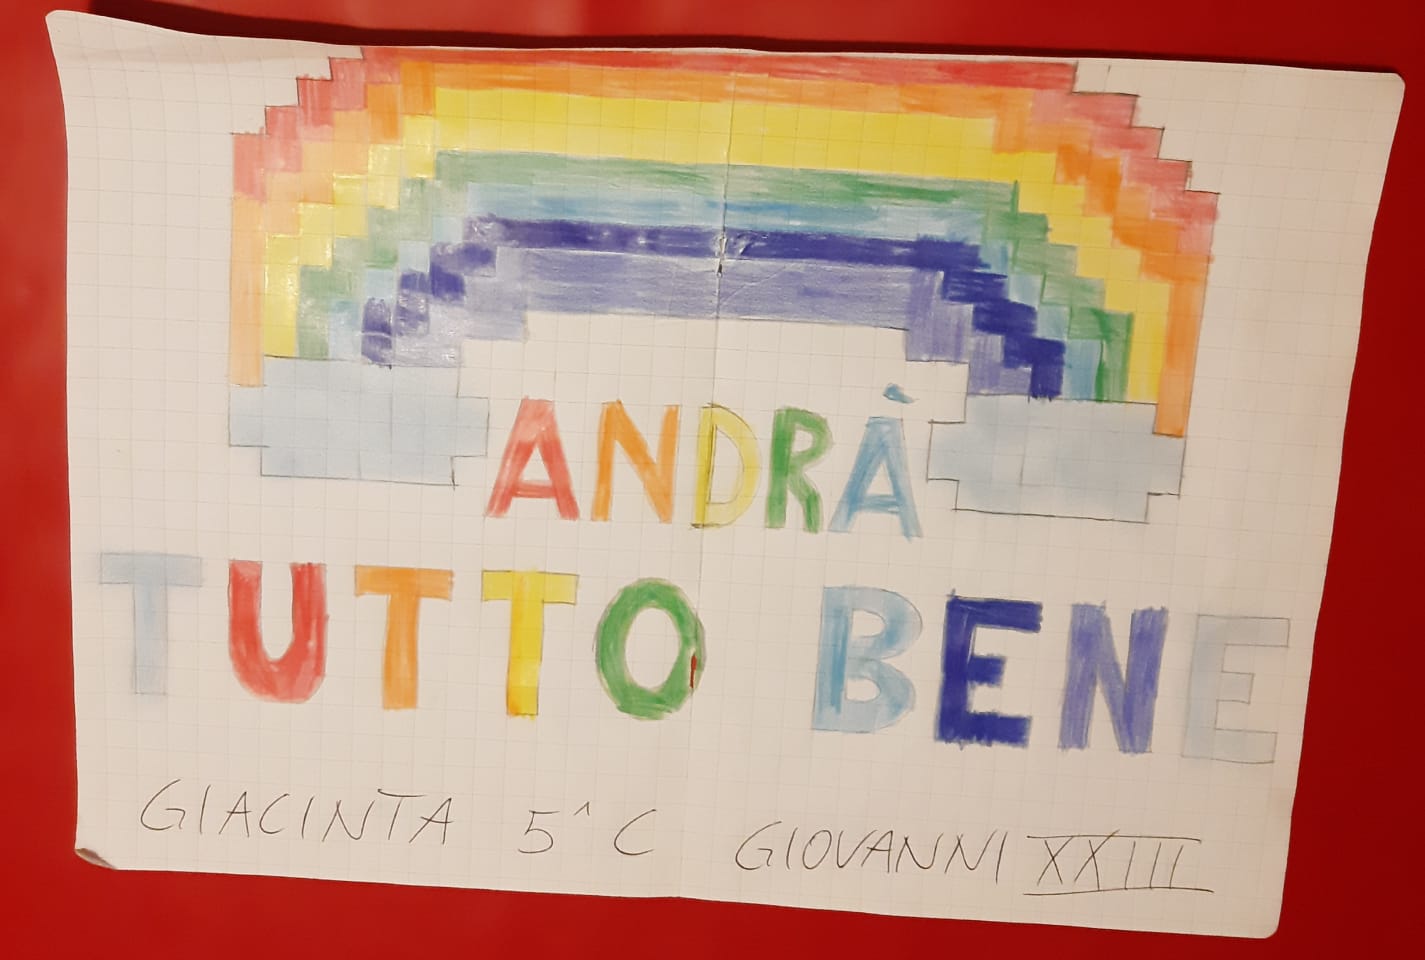 ANDRÀ
TUTTO BENE
GIACINTA 5^ C GIOVANNI XXIII